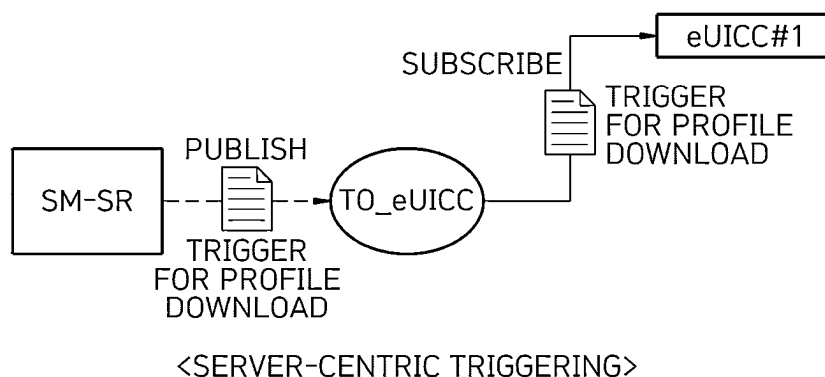 eUICC#1
SUBSCRIBE
TRIGGER
FOR PROFILE
DOWNLOAD
PUBLISH
SM-SR
TO_eUICC
TRIGGER
FOR PROFILE
DOWNLOAD
<SERVER-CENTRIC TRIGGERING>